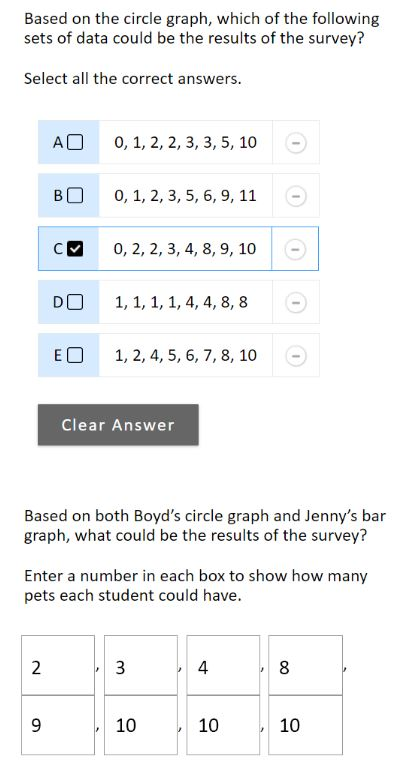 Based on the circle graph, which of the following
sets of data could be the results of the survey?
Select all the correct answers.
A 0, 1, 2, 2, 3, 3, 5, 10
B 0, 1, 2, 3, 5, 6, 9, 11
C 0, 2, 2, 3, 4, 8, 9, 10
D 1, 1, 1, 1, 4, 4, 8, 8
E 1, 2, 4, 5, 6, 7, 8, 10
Clear Answer
Based on both Boyd's circle graph and Jenny's bar
graph, what could be the results of the survey?
Enter a number in each box to show how many
pets each student could have.
2, 3, 4, 8,
9, 10, 10, 10